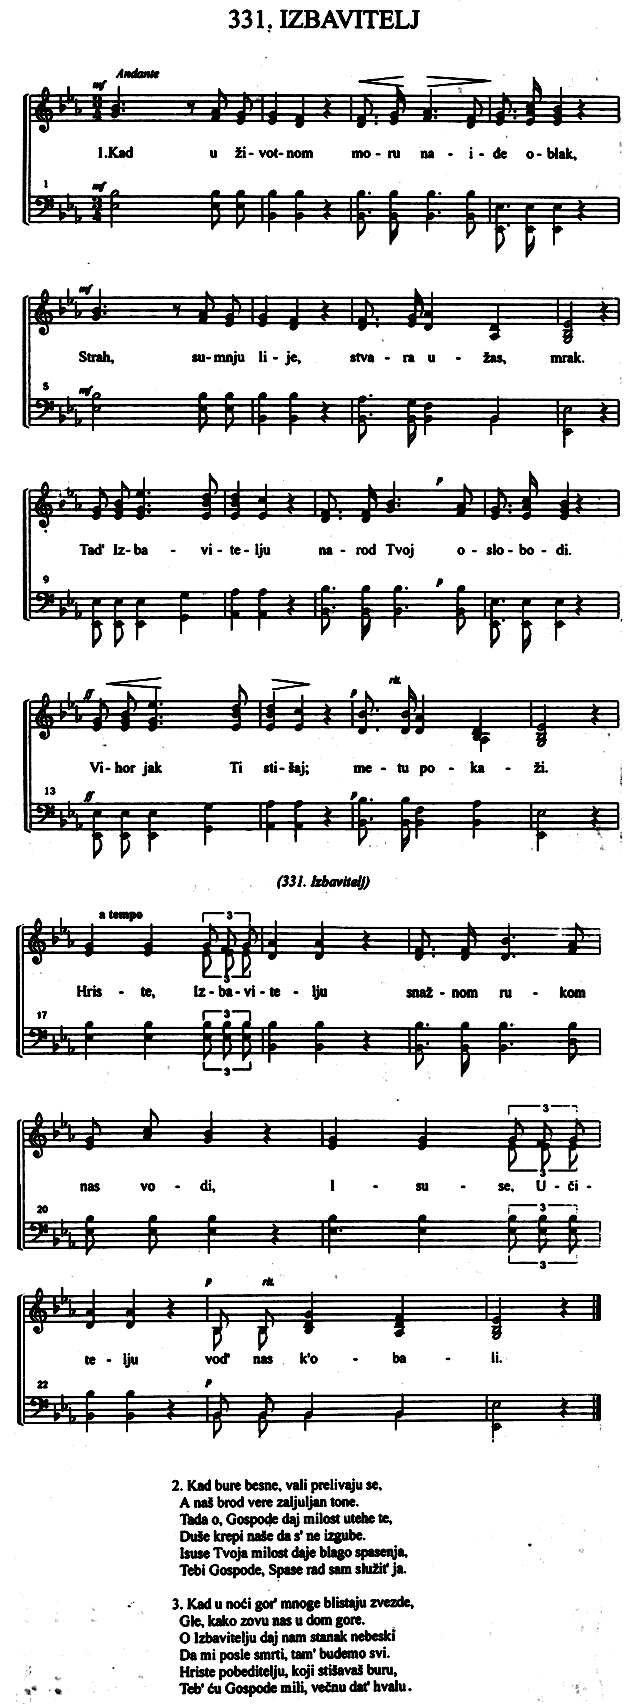 331. IZBAVITELJ
Andante
mf
1.Kad u ži-vot-nom mo-ru na-i-đe o-blak,
1
mf
mf
Strah, su-mnju li-je, stva-ra u-žas, mrak.
5
mf
p
Tad' Iz-ba-vi-te-lju na-rod Tvoj o-slo-bo-di.
9
p
ff p rit.
Vi-hor jak Ti sti-šaj; me-tu po-ka-ži.
13
ff p
(331. Izbavitelj)
a tempo 3
3
Hris-te, Iz-ba-vi-te-lju snaž-nom ru-kom
17
3
3
3
3
nas vo-di, I-su-se, U-či-
20
3
3
p rit.
te-lju vod' nas k'o-ba-li.
22
p
2. Kad bure besne, vali prelivaju se,
A naš brod vere zaljuljan tone.
Tada o, Gospode daj milost utehe te,
Duše krepi naše da s' ne izgube.
Isuse Tvoja milost daje blago spasenja,
Tebi Gospode, Spase rad sam služit' ja.
3. Kad u noći gor' mnoge blistaju zvezde,
Gle, kako zovu nas u dom gore.
O Izbavitelju daj nam stanak nebeski
Da mi posle smrti, tam' budemo svi.
Hriste pobeditelju, koji stišavaš buru,
Teb' ću Gospode mili, večnu dat' hvalu.